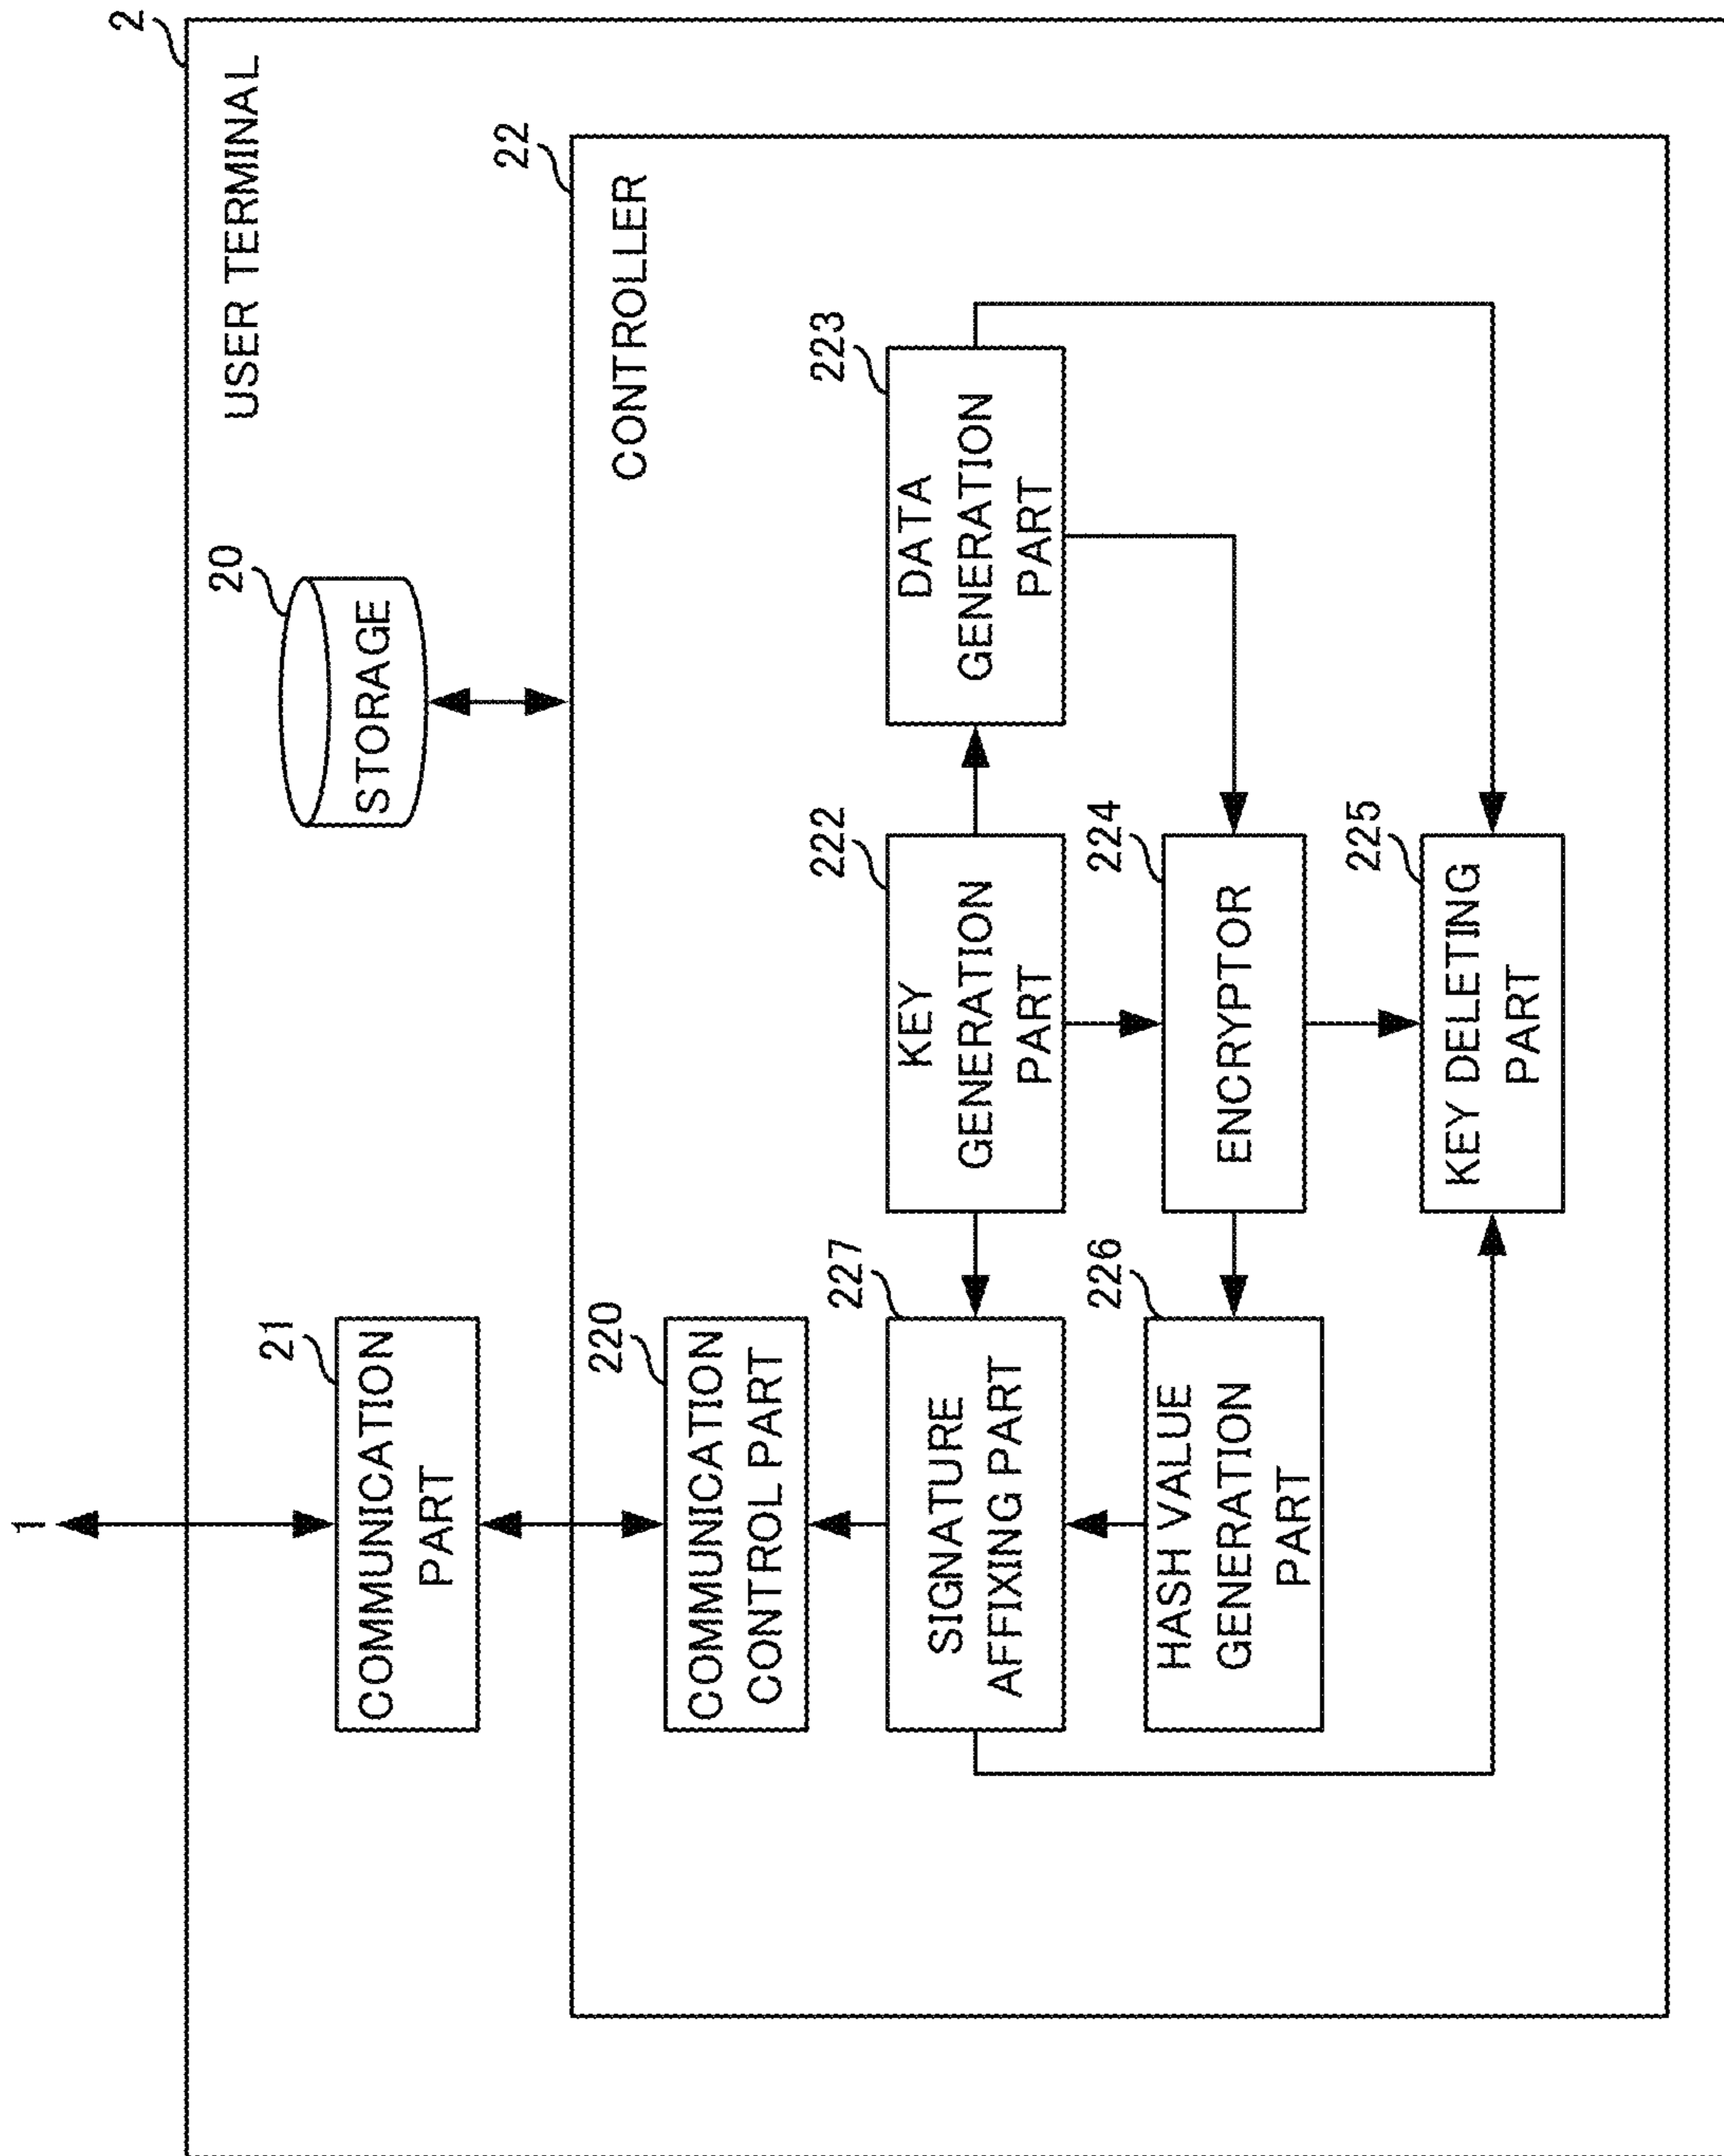 2
USER TERMINAL
1
21
COMMUNICATION
PART
20
STORAGE
22
CONTROLLER
220
COMMUNICATION
CONTROL PART
227
SIGNATURE
AFFIXING PART
222
KEY
GENERATION
PART
223
DATA
GENERATION
PART
226
HASH VALUE
GENERATION
PART
224
ENCRYPTOR
225
KEY DELETING
PART